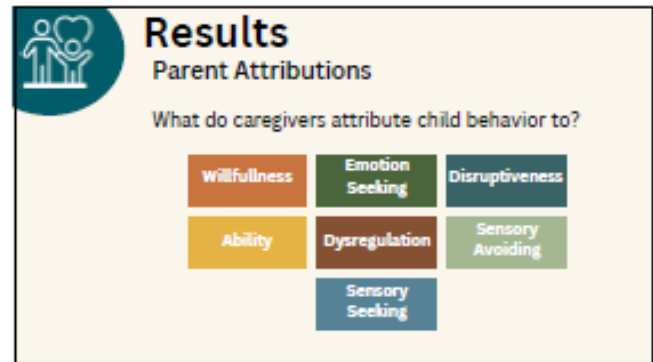 Results
Parent Attributions
What do caregivers attribute child behavior to?
Willfullness
Emotion
Seeking
Disruptiveness
Ability
Dysregulation
Sensory
Avoiding
Sensory
Seeking